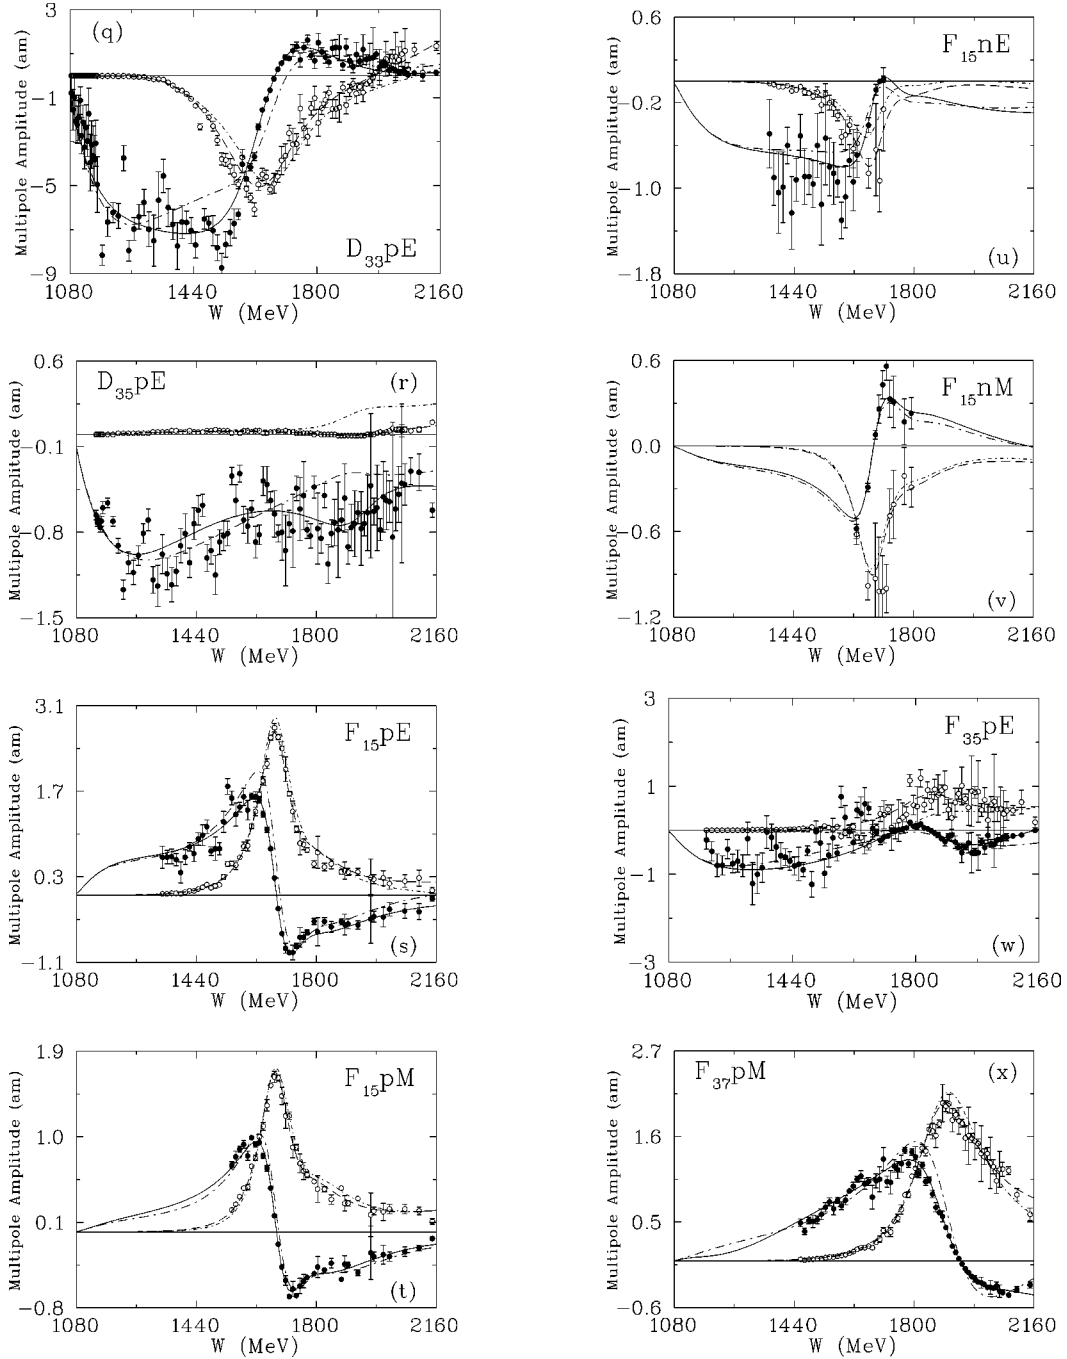 (q)
3
−1
−5
−9
Multipole Amplitude (am)
D₃₃pE
1080 1440 1800 2160
W (MeV)
F₁₅nE
0.6
−0.2
−1.0
−1.8
Multipole Amplitude (am)
(u)
1080 1440 1800 2160
W (MeV)
D₃₅pE
(r)
0.6
−0.1
−0.8
−1.5
Multipole Amplitude (am)
1080 1440 1800 2160
W (MeV)
F₁₅nM
0.6
0.0
−0.6
−1.2
Multipole Amplitude (am)
(v)
1080 1440 1800 2160
W (MeV)
F₁₅pE
3.1
1.7
0.3
−1.1
Multipole Amplitude (am)
(s)
1080 1440 1800 2160
W (MeV)
F₃₅pE
3
1
−1
−3
Multipole Amplitude (am)
(w)
1080 1440 1800 2160
W (MeV)
F₁₅pM
1.9
1.0
0.1
−0.8
Multipole Amplitude (am)
(t)
1080 1440 1800 2160
W (MeV)
F₃₇pM
(x)
2.7
1.6
0.5
−0.6
Multipole Amplitude (am)
1080 1440 1800 2160
W (MeV)